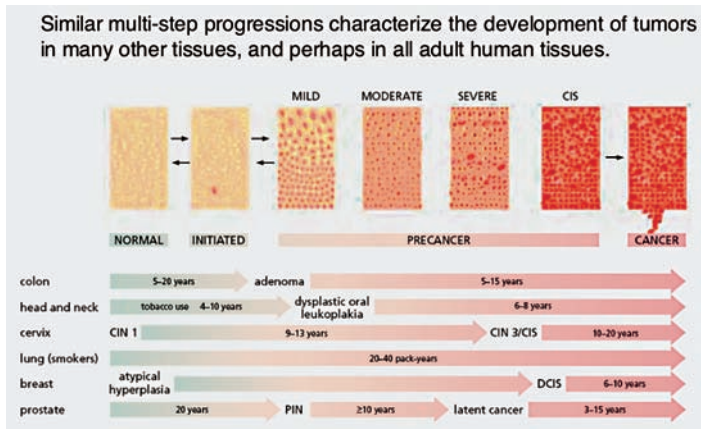 Similar multi-step progressions characterize the development of tumors
in many other tissues, and perhaps in all adult human tissues.
MILD MODERATE SEVERE CIS
NORMAL INITIATED PRECANCER CANCER
colon 5–20 years adenoma 5–15 years
head and neck tobacco use 4–10 years dysplastic oral
leukoplakia 6–8 years
cervix CIN 1 9–13 years CIN 3/CIS 10–20 years
lung (smokers) 20–40 pack-years
breast atypical
hyperplasia DCIS 6–10 years
prostate 20 years PIN ≥10 years latent cancer 3–15 years